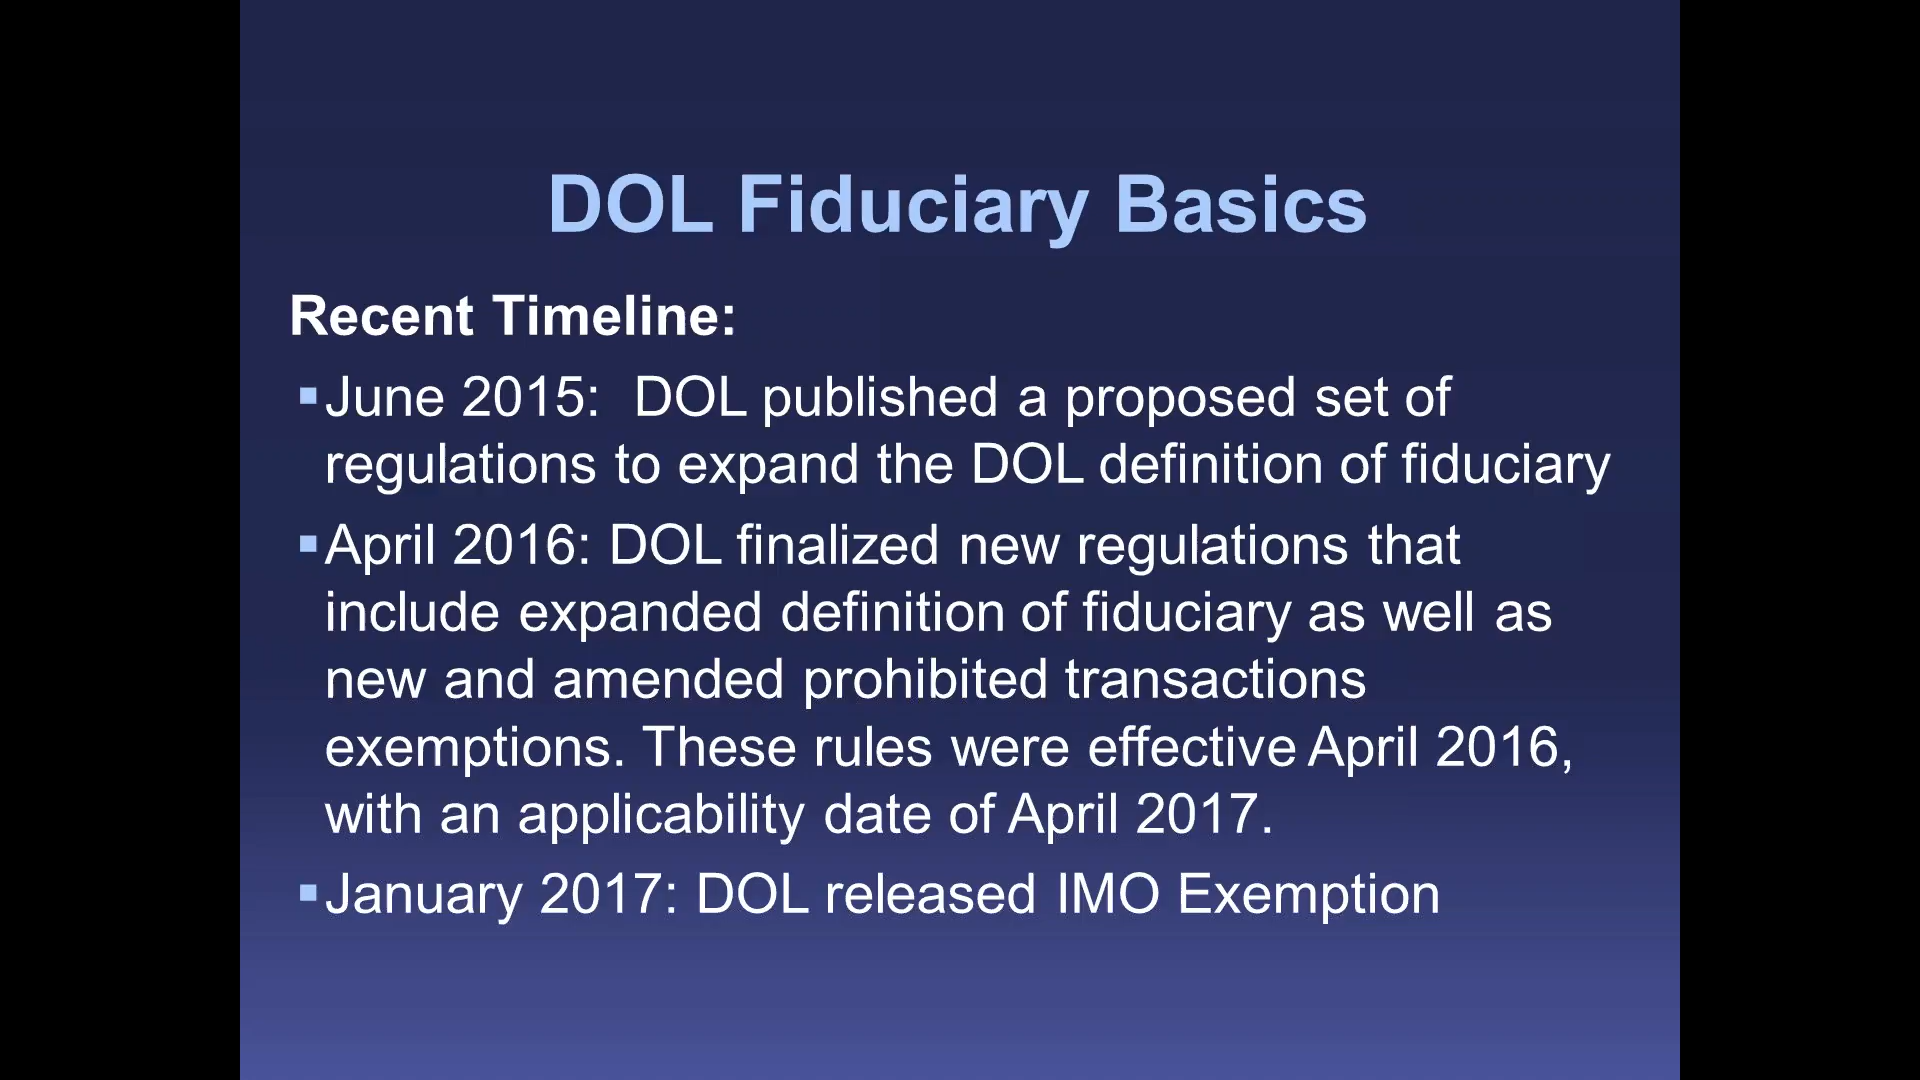 DOL Fiduciary Basics
Recent Timeline:
▪June 2015:  DOL published a proposed set of
regulations to expand the DOL definition of fiduciary
▪April 2016: DOL finalized new regulations that
include expanded definition of fiduciary as well as
new and amended prohibited transactions
exemptions. These rules were effective April 2016,
with an applicability date of April 2017.
▪January 2017: DOL released IMO Exemption